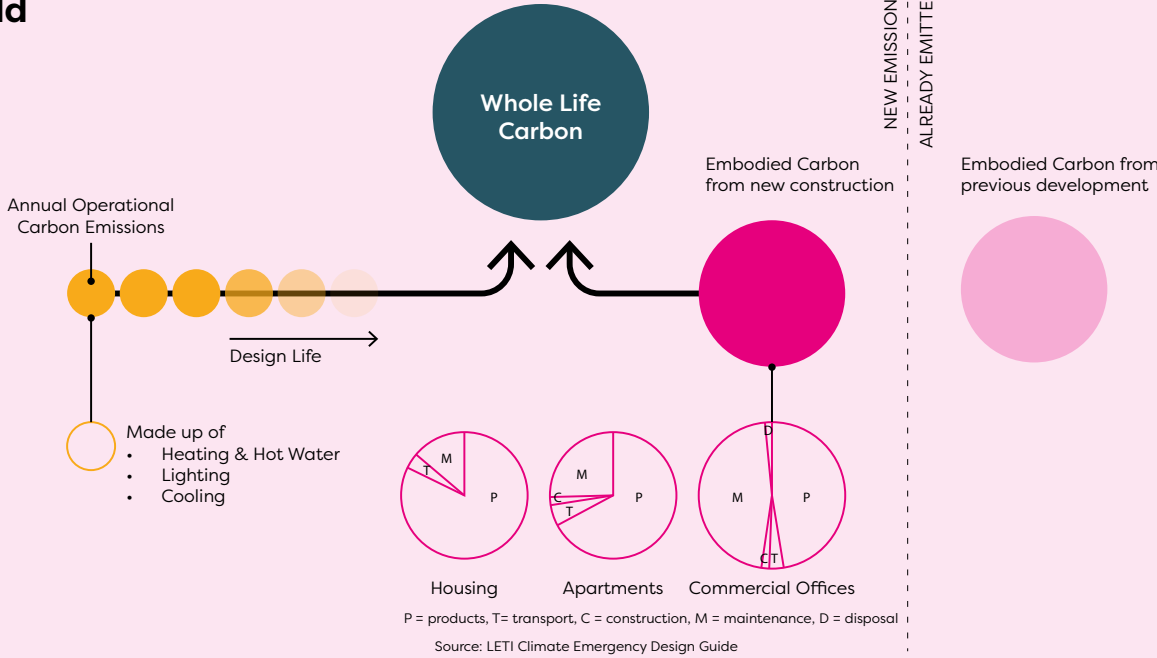 ld
Whole Life
Carbon
NEW EMISSION
ALREADY EMITTE
Embodied Carbon
from new construction
Embodied Carbon from
previous development
Annual Operational
Carbon Emissions
Design Life
Made up of
• Heating & Hot Water
• Lighting
• Cooling
M
T
P
M
C
T
P
D
M
P
C
T
Housing
Apartments
Commercial Offices
P = products, T= transport, C = construction, M = maintenance, D = disposal
Source: LETI Climate Emergency Design Guide